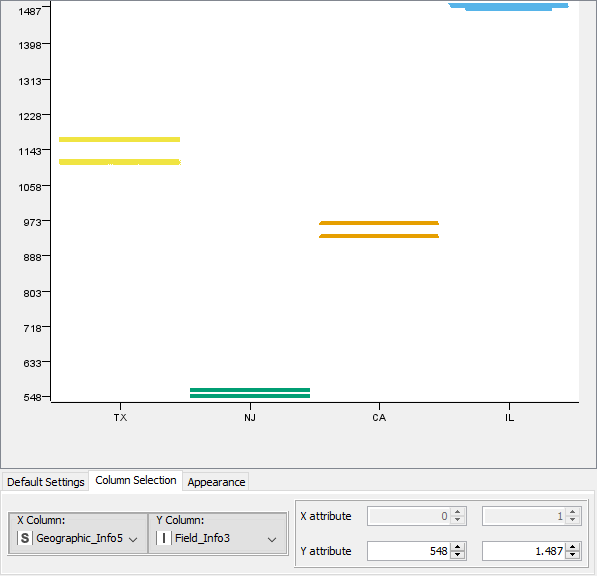 1487
1398
1313
1228
1143
1058
973
888
803
718
633
548
TX NJ CA IL
Default Settings Column Selection Appearance
X Column: Y Column:
S Geographic_Info5 I Field_Info3
X attribute 0 1
Y attribute 548 1.487